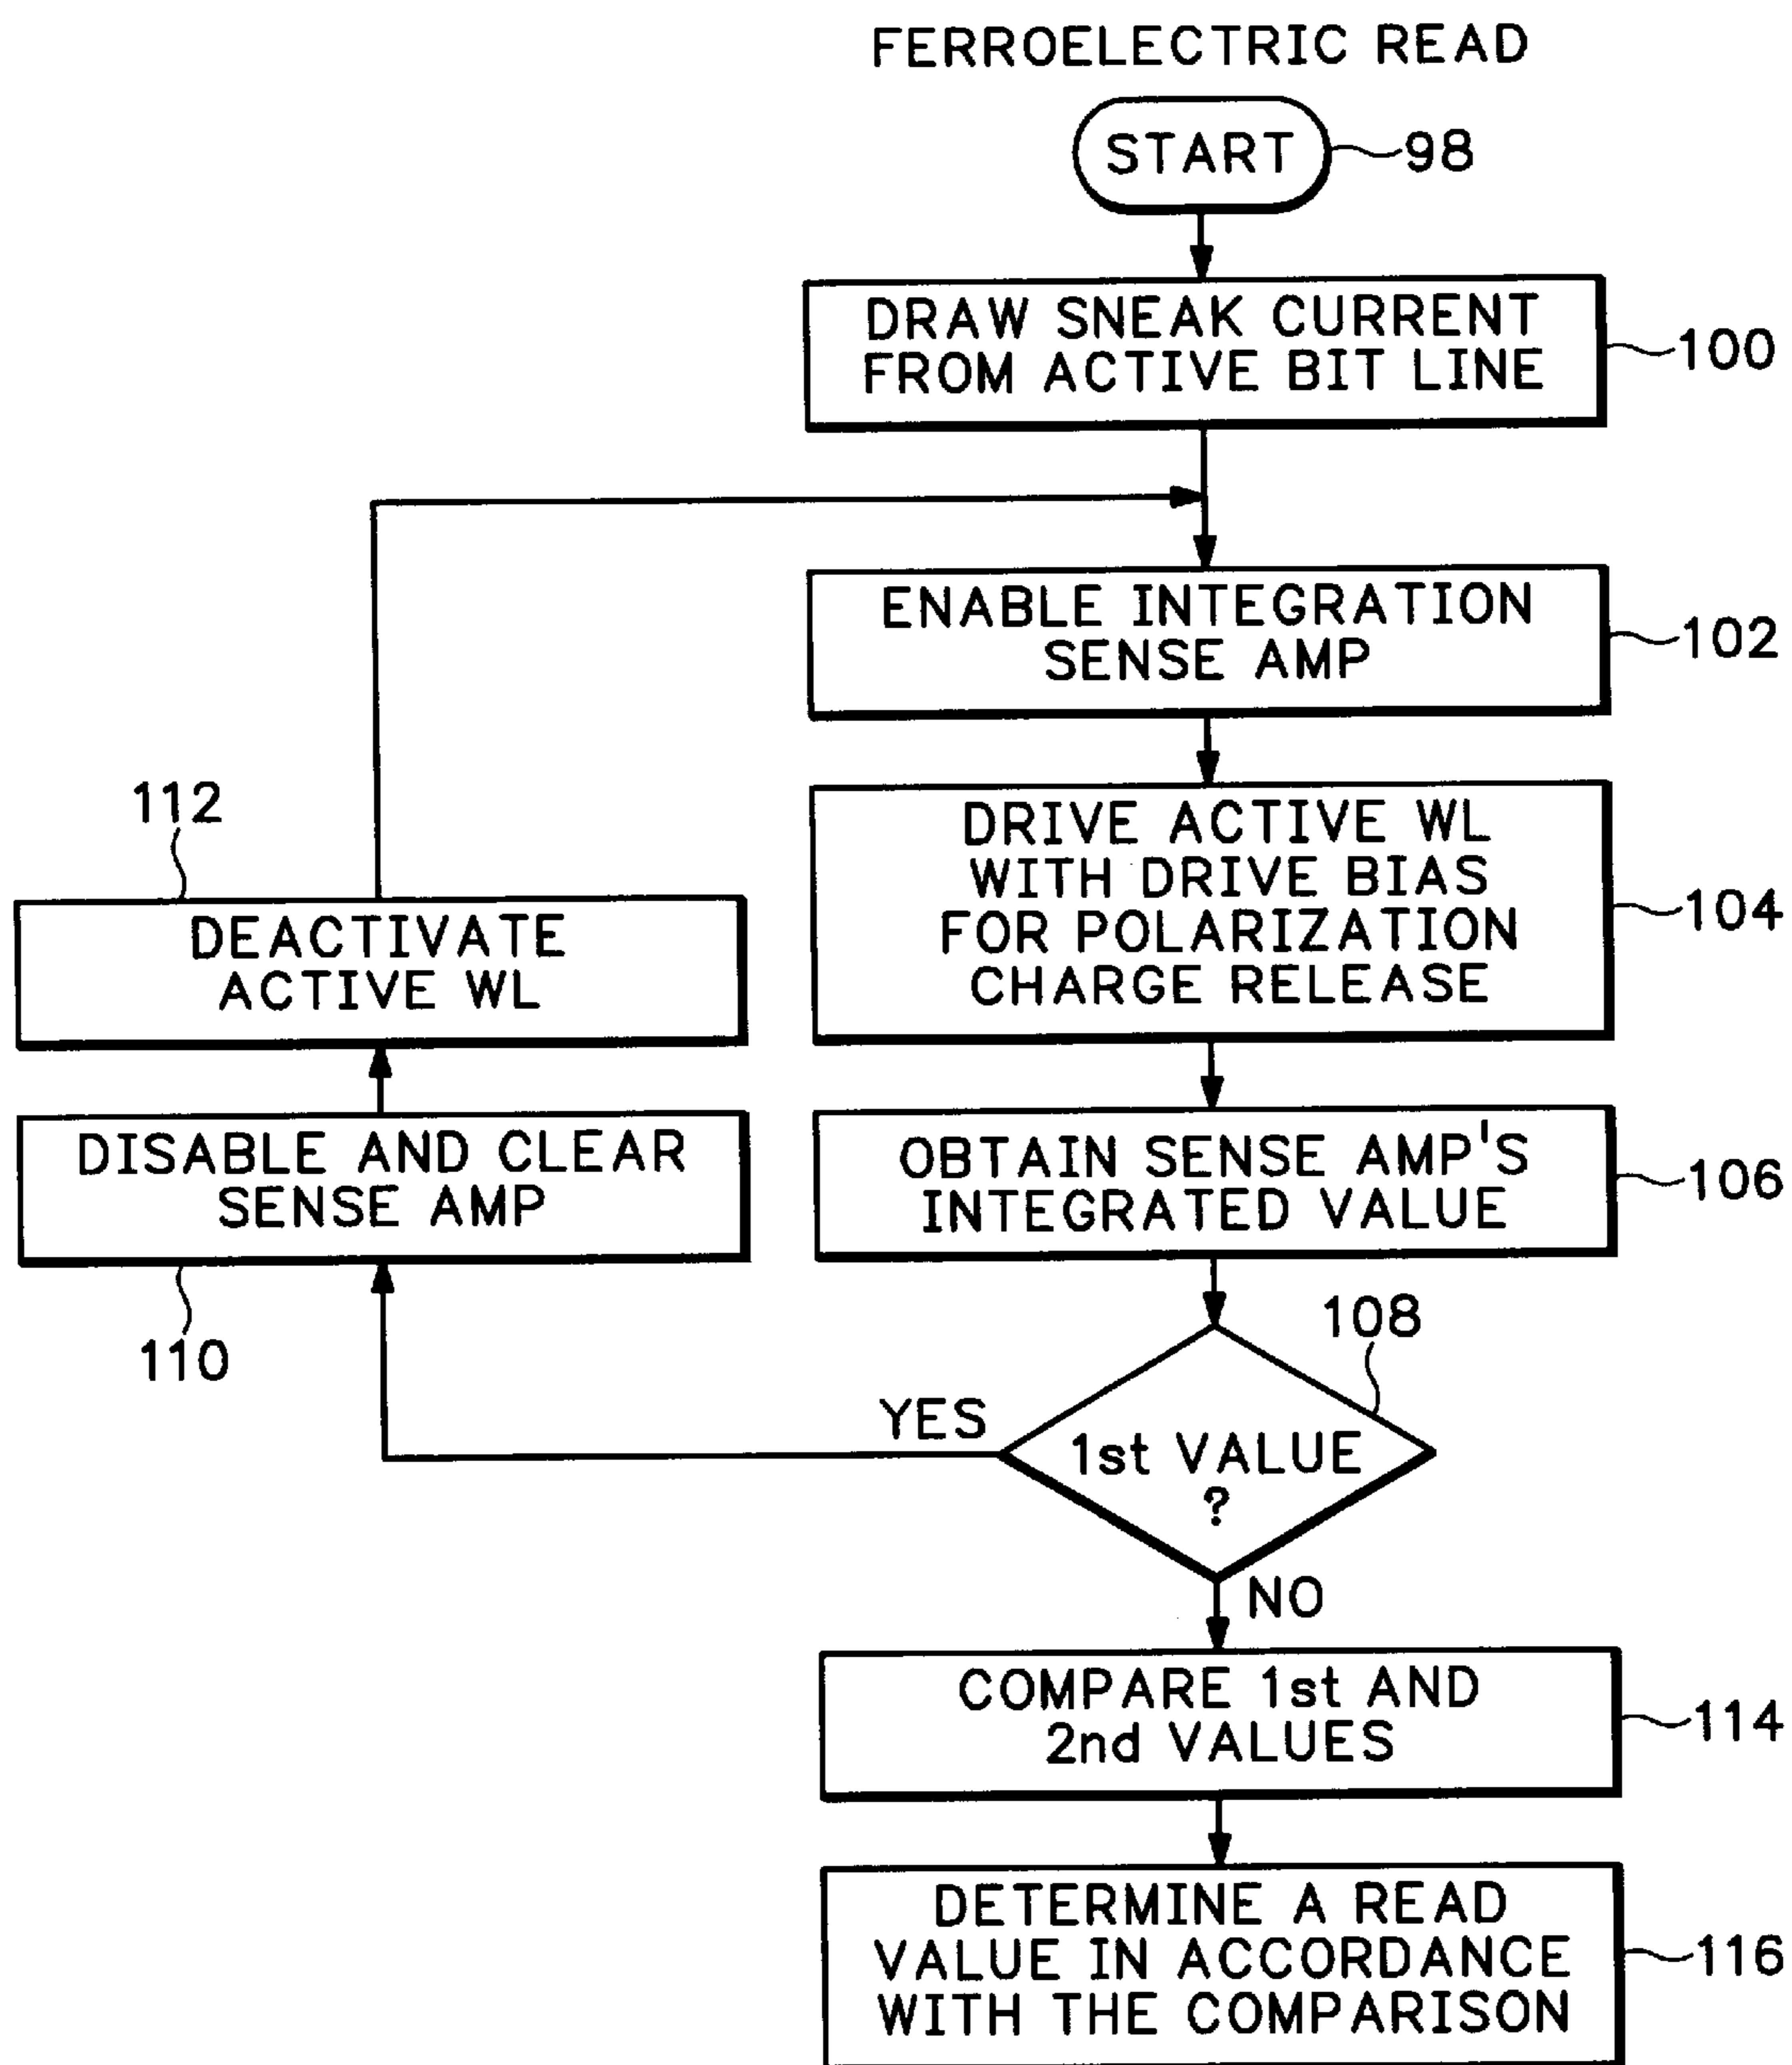 FERROELECTRIC READ
START
98
DRAW SNEAK CURRENT
FROM ACTIVE BIT LINE
100
ENABLE INTEGRATION
SENSE AMP
102
DRIVE ACTIVE WL
WITH DRIVE BIAS
FOR POLARIZATION
CHARGE RELEASE
104
112
DEACTIVATE
ACTIVE WL
DISABLE AND CLEAR
SENSE AMP
110
OBTAIN SENSE AMP'S
INTEGRATED VALUE
106
108
YES
1st VALUE
?
NO
COMPARE 1st AND
2nd VALUES
114
DETERMINE A READ
VALUE IN ACCORDANCE
WITH THE COMPARISON
116